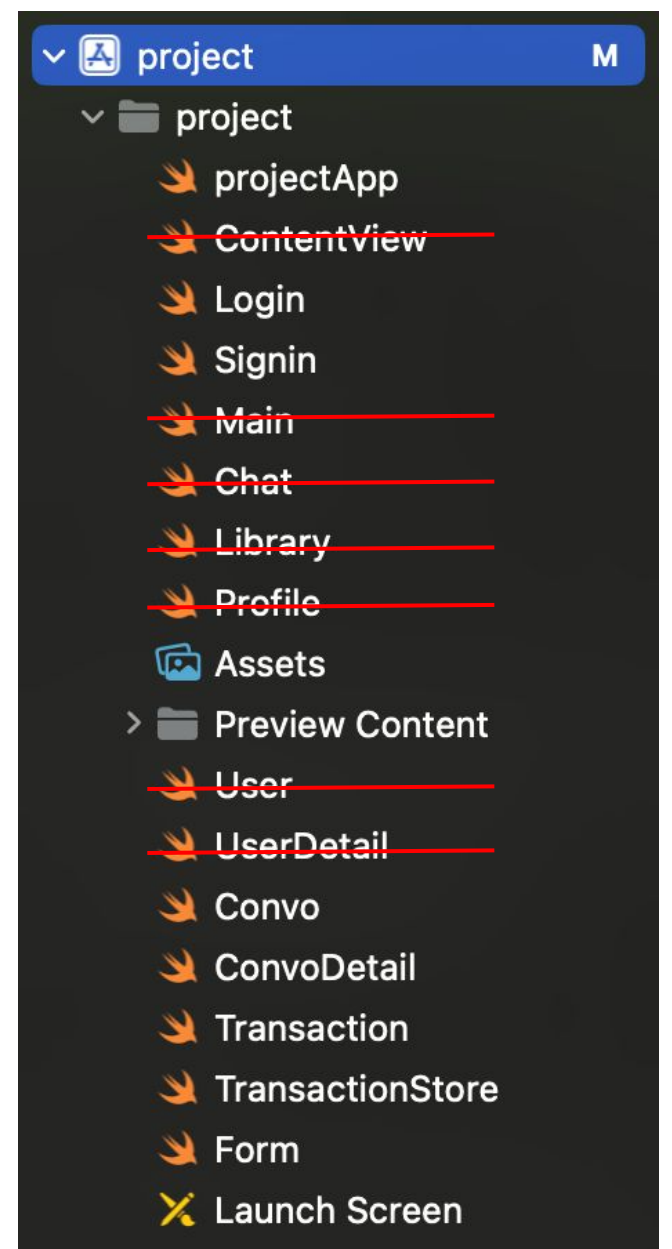 project M
project
projectApp
ContentView
Login
Signin
Main
Chat
Library
Profile
Assets
Preview Content
User
UserDetail
Convo
ConvoDetail
Transaction
TransactionStore
Form
Launch Screen